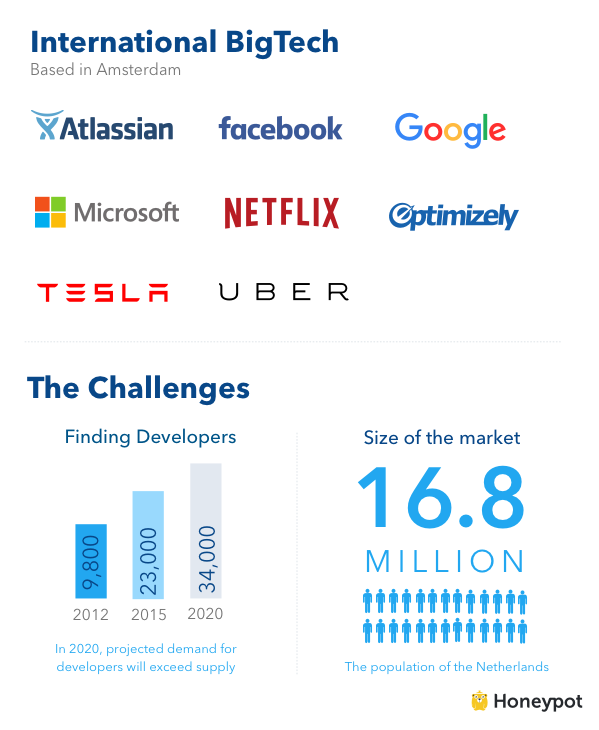 International BigTech
Based in Amsterdam
Atlassian
facebook
Google
Microsoft
NETFLIX
Optimizely
TESLA
UBER
The Challenges
Finding Developers
9,800
23,000
34,000
2012
2015
2020
In 2020, projected demand for
developers will exceed supply
Size of the market
16.8
MILLION
The population of the Netherlands
Honeypot